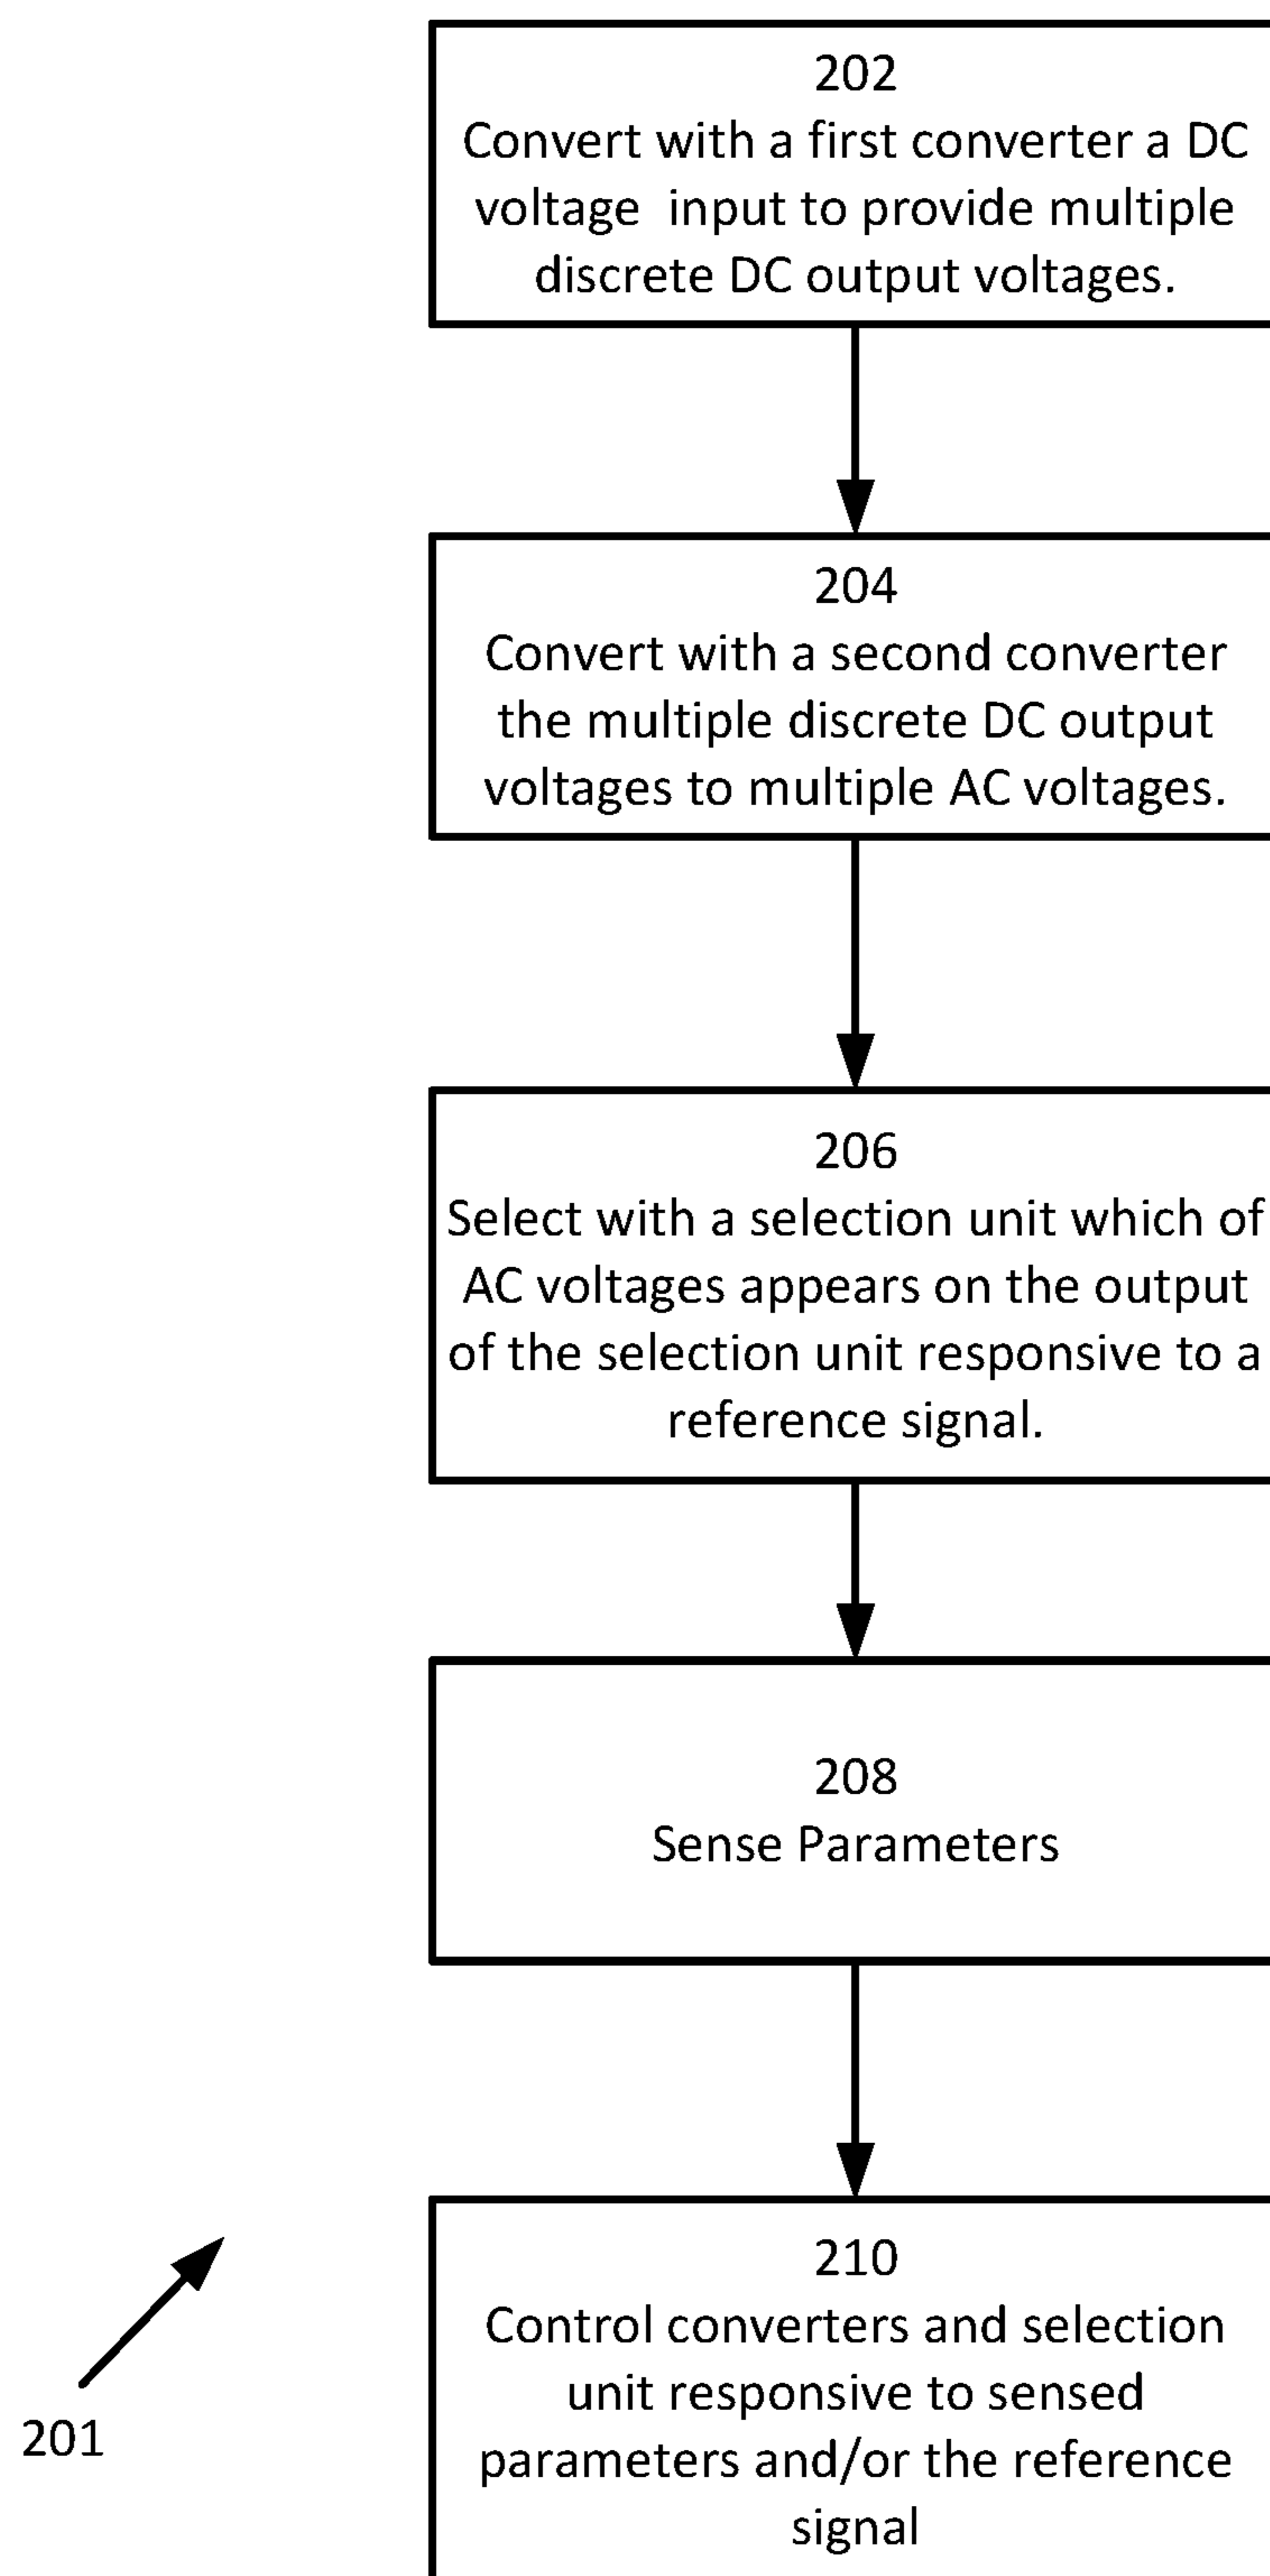 202
Convert with a first converter a DC
voltage  input to provide multiple
discrete DC output voltages.
204
Convert with a second converter
the multiple discrete DC output
voltages to multiple AC voltages.
206
Select with a selection unit which of
AC voltages appears on the output
of the selection unit responsive to a
reference signal.
208
Sense Parameters
210
Control converters and selection
unit responsive to sensed
parameters and/or the reference
signal
201